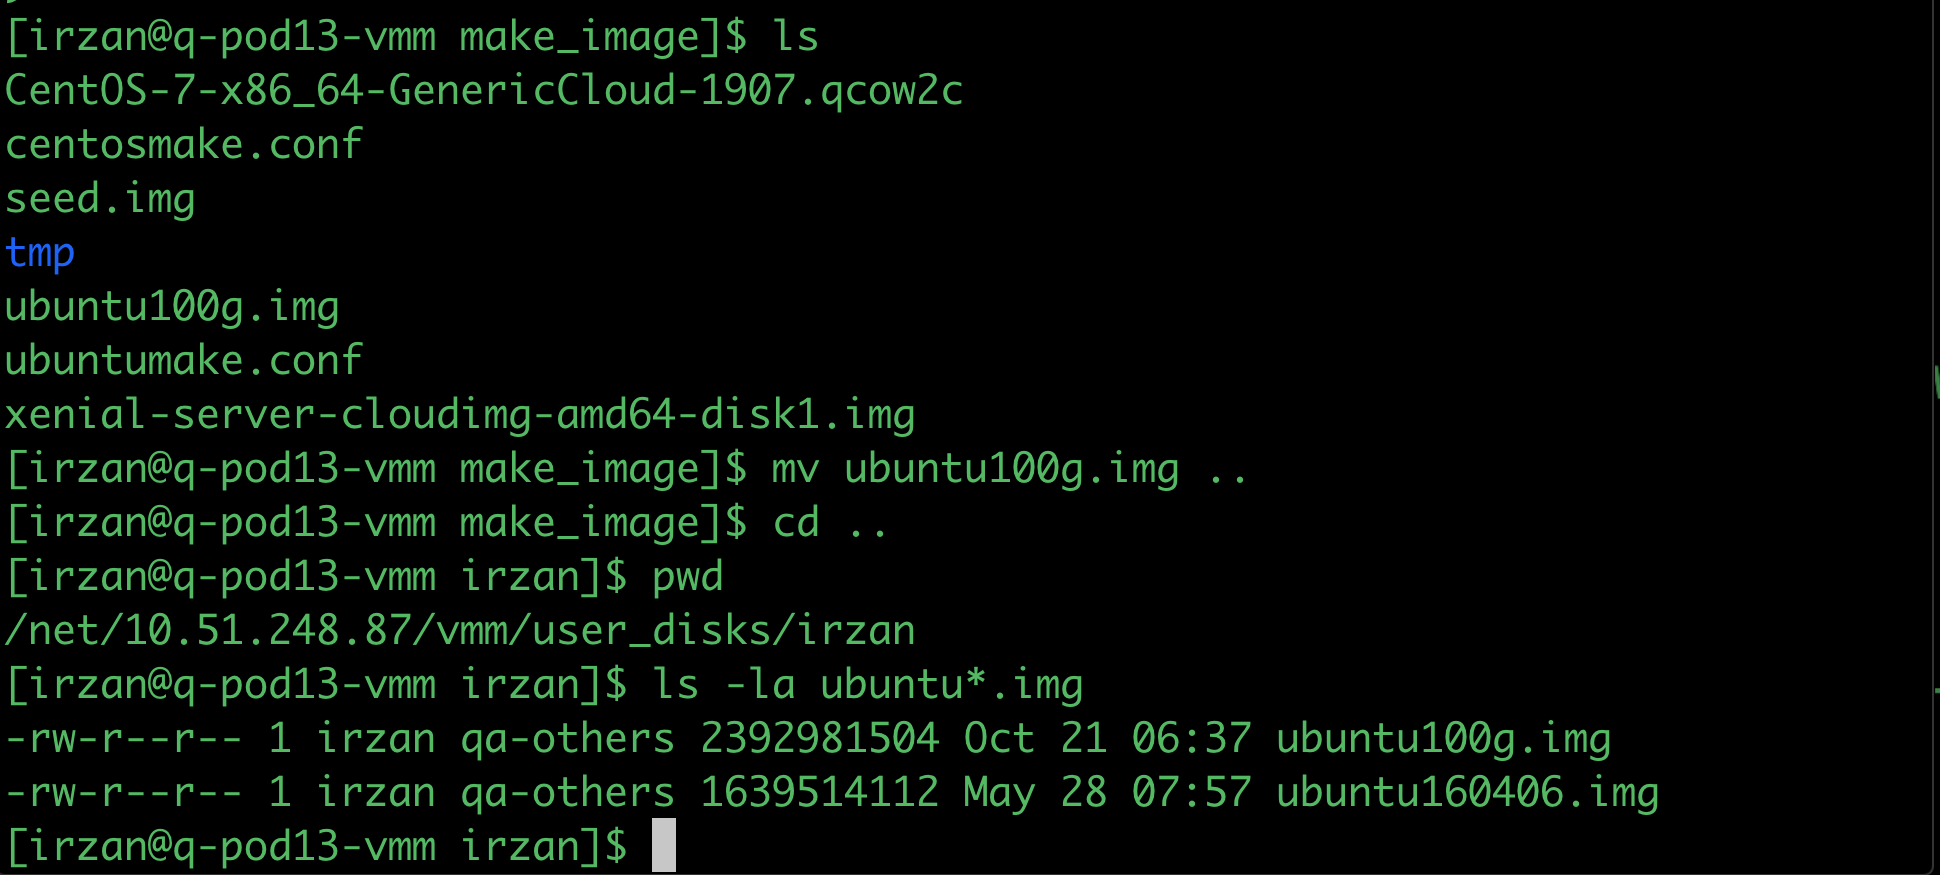 [irzan@q-pod13-vmm make_image]$ ls
CentOS-7-x86_64-GenericCloud-1907.qcow2c
centosmake.conf
seed.img
tmp
ubuntu100g.img
ubuntumake.conf
xenial-server-cloudimg-amd64-disk1.img
[irzan@q-pod13-vmm make_image]$ mv ubuntu100g.img ..
[irzan@q-pod13-vmm make_image]$ cd ..
[irzan@q-pod13-vmm irzan]$ pwd
/net/10.51.248.87/vmm/user_disks/irzan
[irzan@q-pod13-vmm irzan]$ ls -la ubuntu*.img
-rw-r--r-- 1 irzan qa-others 2392981504 Oct 21 06:37 ubuntu100g.img
-rw-r--r-- 1 irzan qa-others 1639514112 May 28 07:57 ubuntu160406.img
[irzan@q-pod13-vmm irzan]$